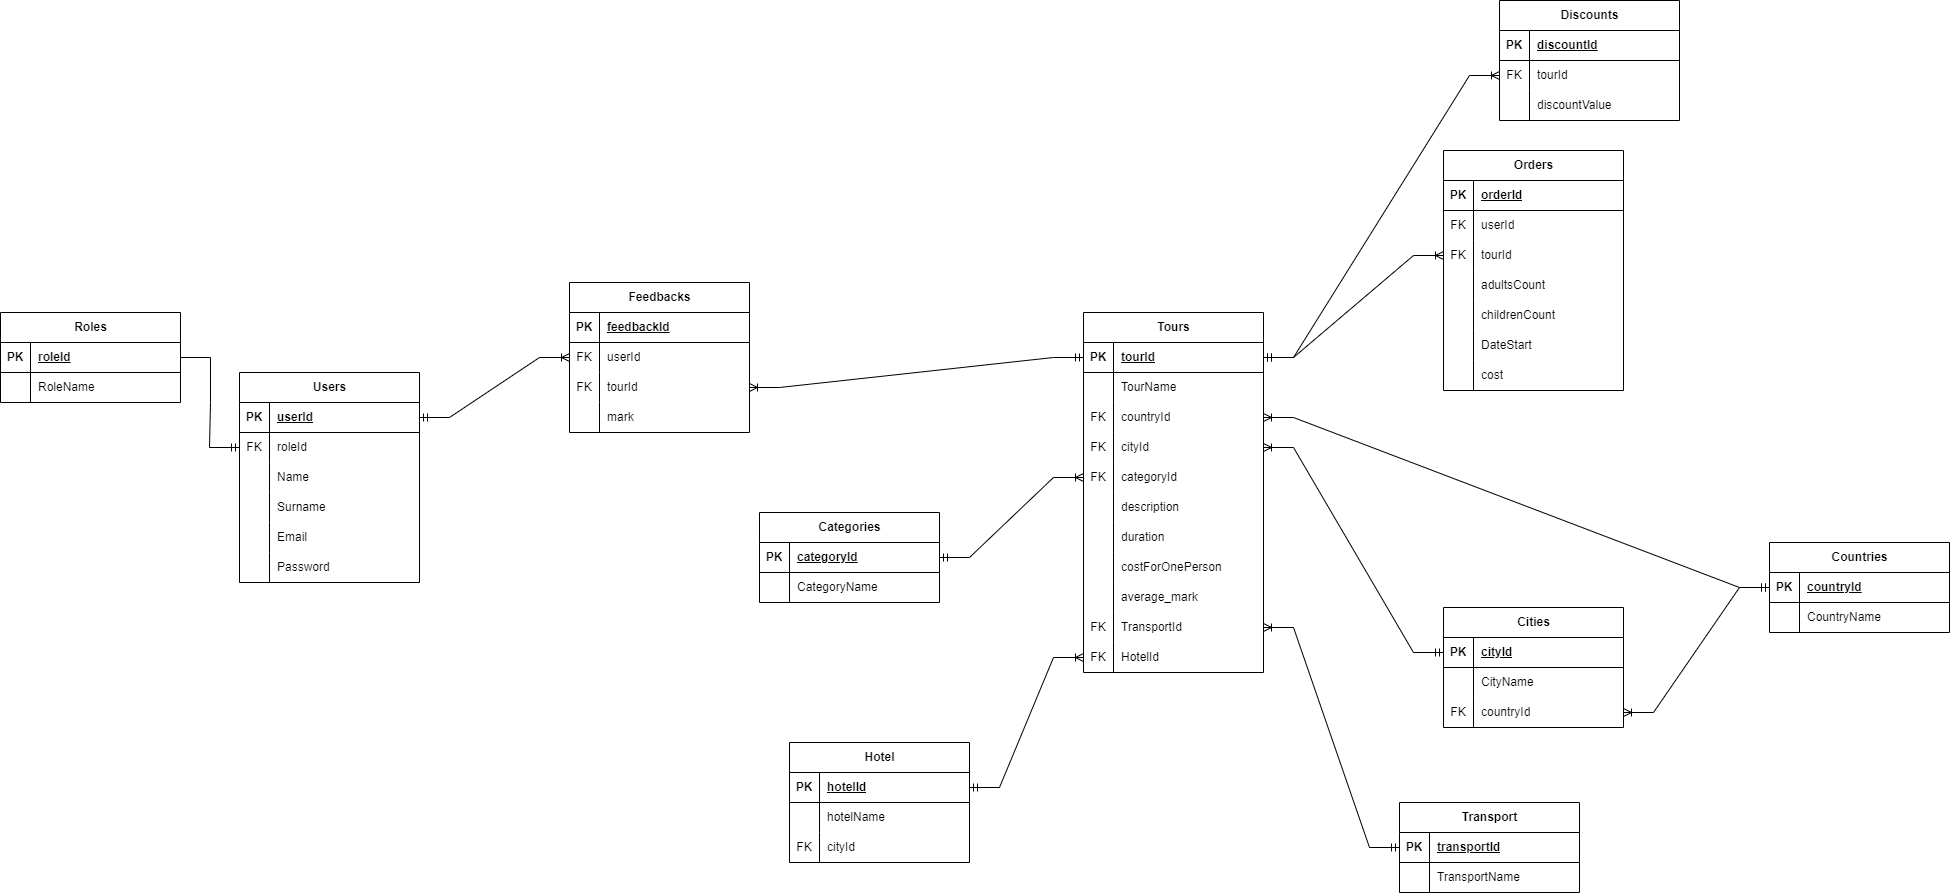 Discounts
PK discountId
FK tourId
discountValue
Orders
PK orderId
FK userId
FK tourId
adultsCount
childrenCount
DateStart
cost
Feedbacks
PK feedbackId
FK userId
FK tourId
mark
Roles
PK roleId
RoleName
Users
PK userId
FK roleId
Name
Surname
Email
Password
Tours
PK tourId
TourName
FK countryId
FK cityId
FK categoryId
description
duration
costForOnePerson
average_mark
FK TransportId
FK HotelId
Categories
PK categoryId
CategoryName
Countries
PK countryId
CountryName
Cities
PK cityId
CityName
FK countryId
Hotel
PK hotelId
hotelName
FK cityId
Transport
PK transportId
TransportName